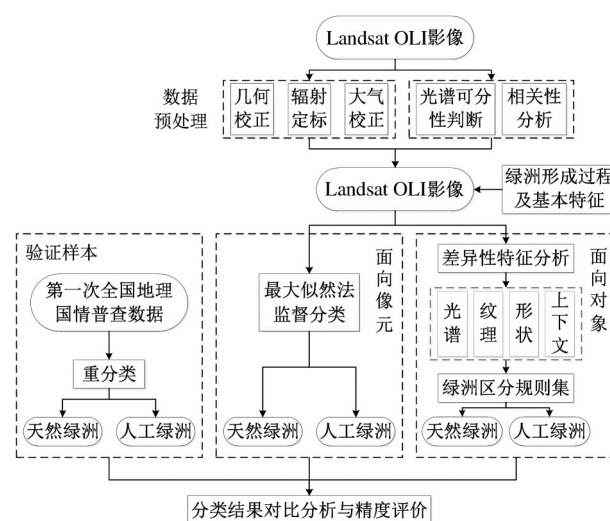 Landsat OLI影像
数据
预处理
几何
校正
辐射
定标
大气
校正
光谱可分
性判断
相关性
分析
Landsat OLI影像
绿洲形成过程
及基本特征
验证样本
第一次全国地理
国情普查数据
重分类
天然绿洲
人工绿洲
面向像元
最大似然法
监督分类
天然绿洲
人工绿洲
面向对象
差异性特征分析
光谱
纹理
形状
上下文
绿洲区分规则集
天然绿洲
人工绿洲
分类结果对比分析与精度评价